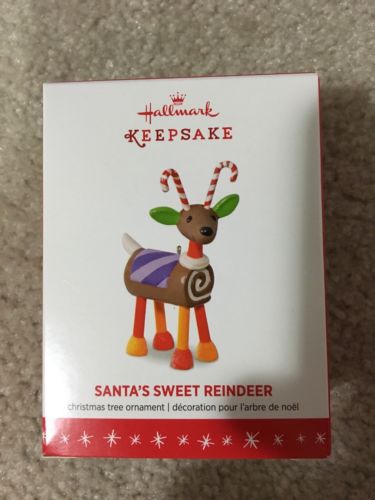 Hallmark
KEEPSAKE
SANTA'S SWEET REINDEER
christmas tree ornament | décoration pour l'arbre de noël